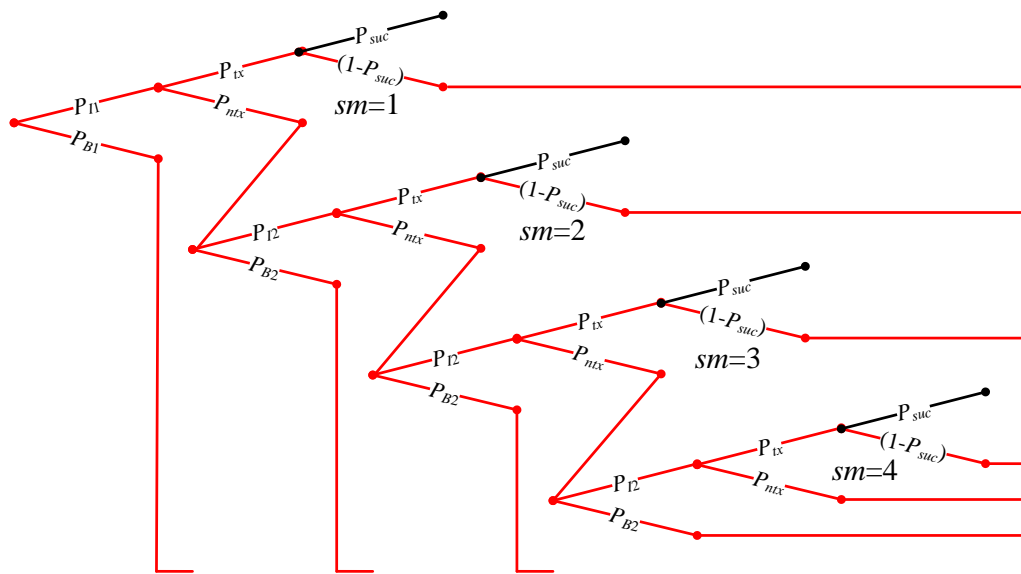 P_suc
P_tx
(1-P_suc)
P_I1
P_ntx
sm=1
P_B1
P_suc
P_tx
(1-P_suc)
P_I2
P_ntx
sm=2
P_B2
P_suc
P_tx
(1-P_suc)
P_I2
P_ntx
sm=3
P_B2
P_suc
P_tx
(1-P_suc)
P_I2
P_ntx
sm=4
P_B2